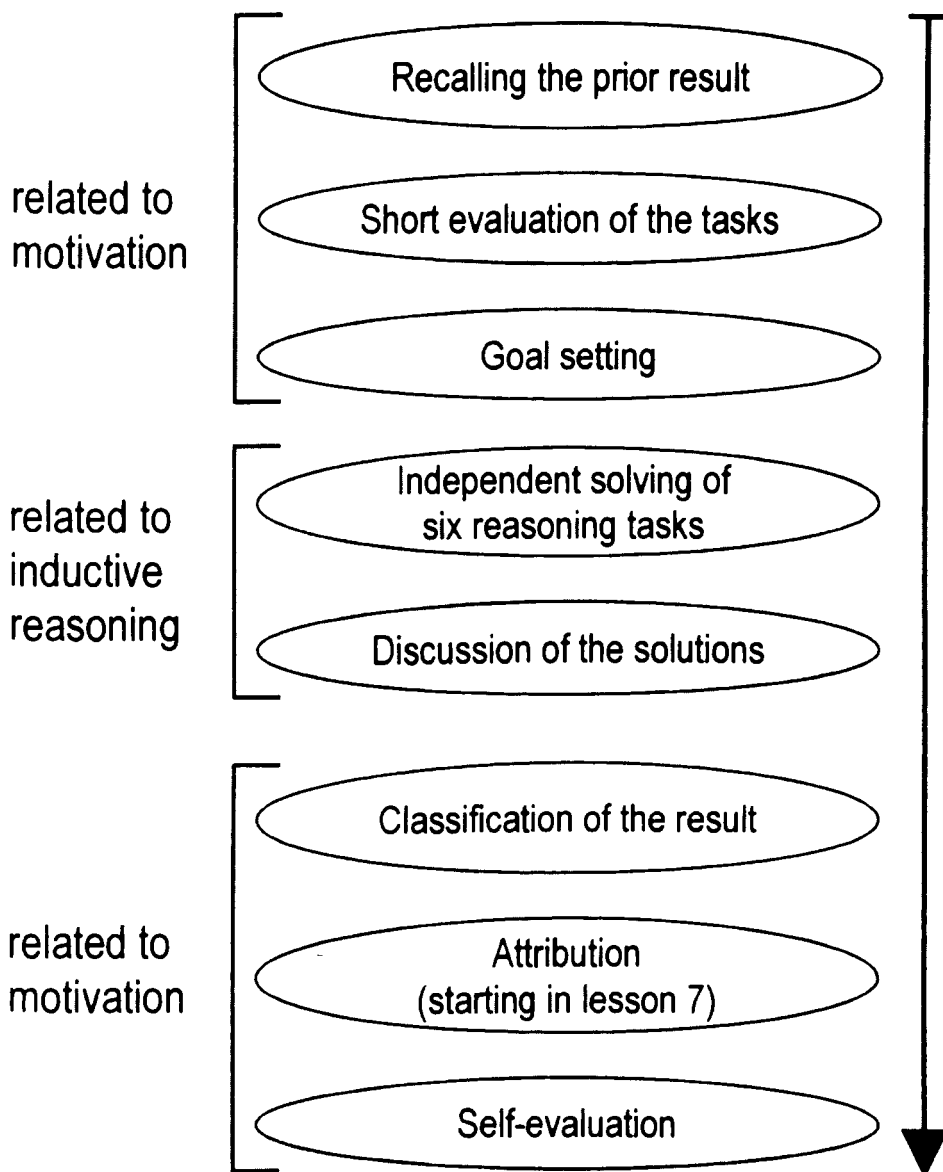 Recalling the prior result
Short evaluation of the tasks
related to
motivation
Goal setting
Independent solving of
six reasoning tasks
related to
inductive
reasoning
Discussion of the solutions
Classification of the result
related to
motivation
Attribution
(starting in lesson 7)
Self-evaluation